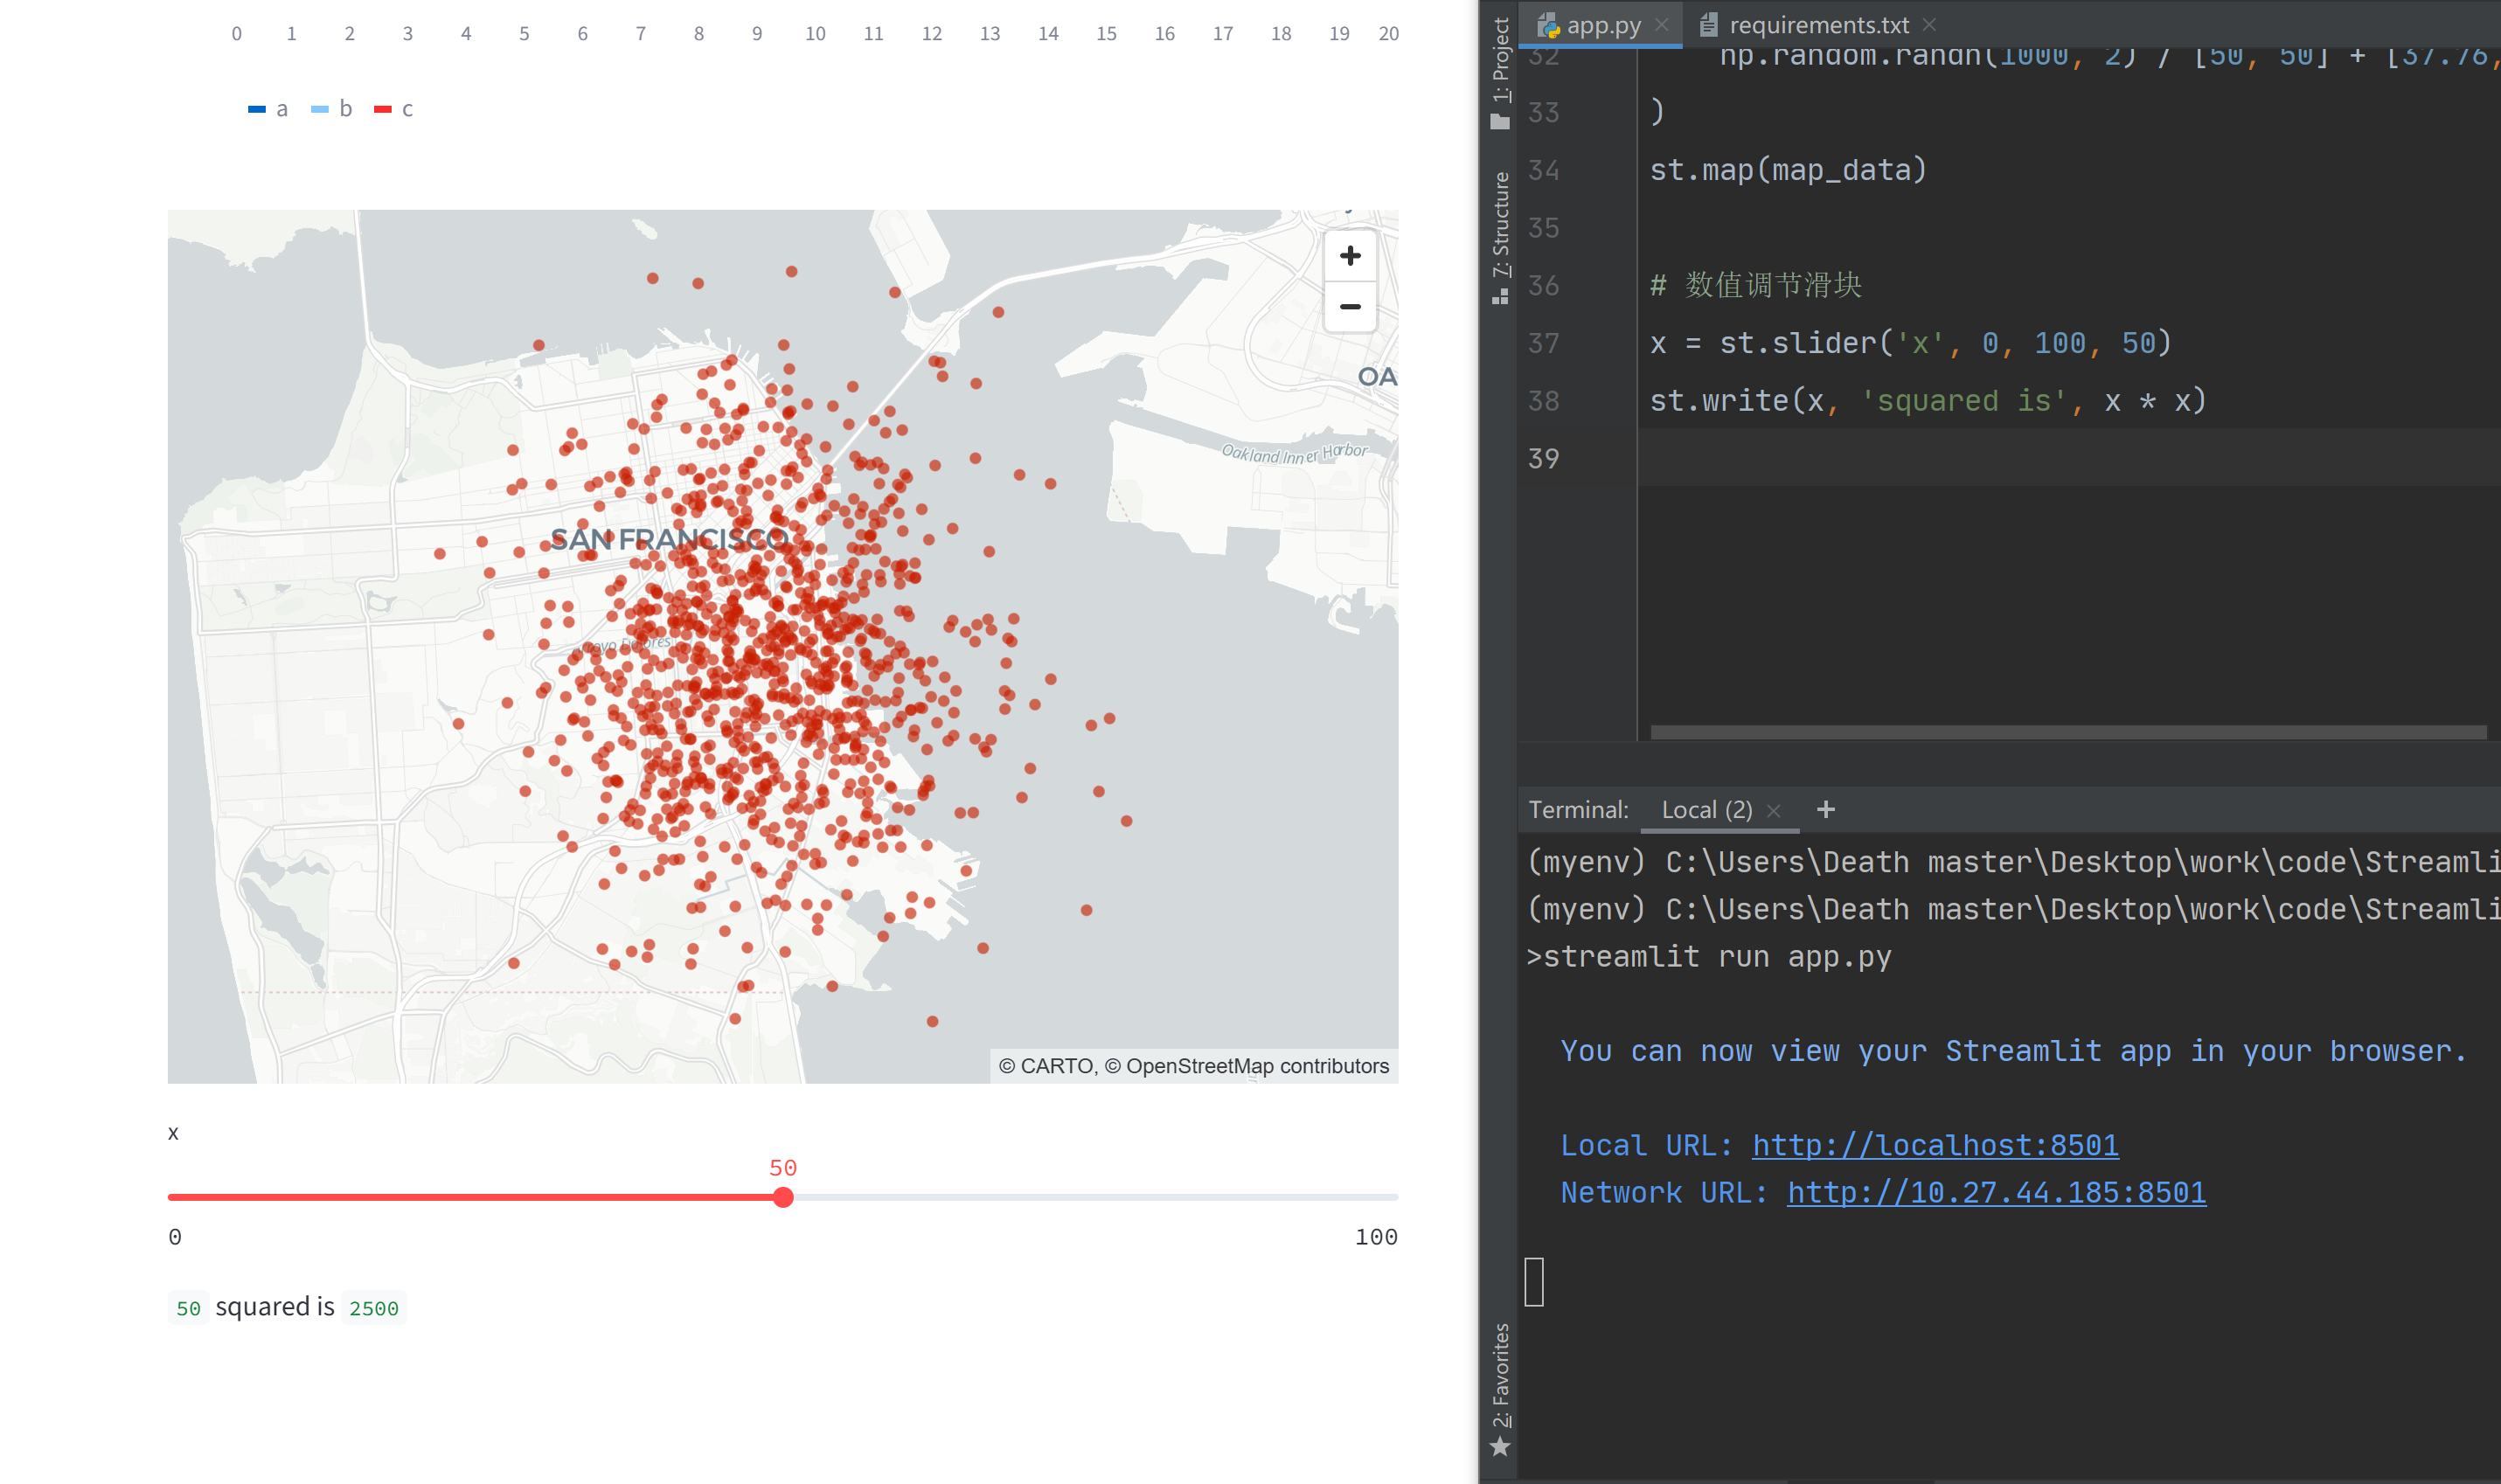 0 1 2 3 4 5 6 7 8 9 10 11 12 13 14 15 16 17 18 19 20
a b c
+
−
OA
Oakland Inner Harbor
SAN FRANCISCO
© CARTO, © OpenStreetMap contributors
x
50
0 100
50 squared is 2500
1: Project
7: Structure
2: Favorites
app.py requirements.txt
32 np.random.randn(1000, 2) / [50, 50] + [37.76,
33 )
34 st.map(map_data)
35
36 # 数值调节滑块
37 x = st.slider('x', 0, 100, 50)
38 st.write(x, 'squared is', x * x)
39
Terminal: Local (2) +
(myenv) C:\Users\Death master\Desktop\work\code\Streamli
(myenv) C:\Users\Death master\Desktop\work\code\Streamli
>streamlit run app.py
You can now view your Streamlit app in your browser.
Local URL: http://localhost:8501
Network URL: http://10.27.44.185:8501